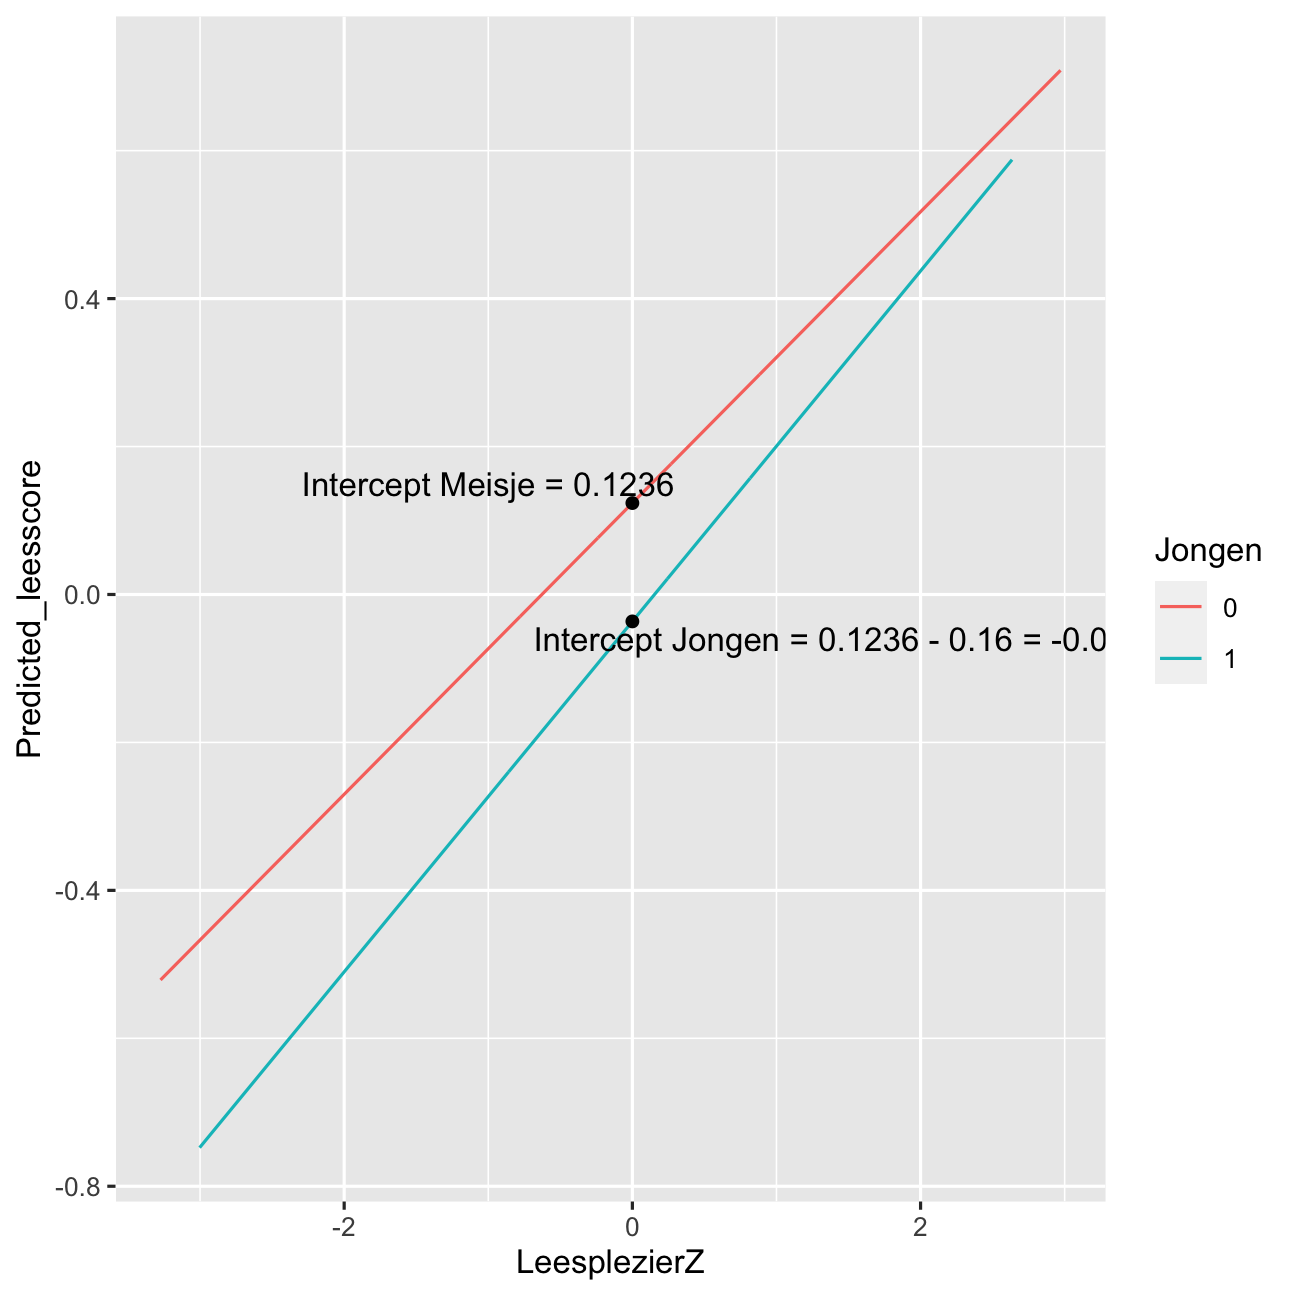 Predicted_leesscore
0.4
0.0
-0.4
-0.8
Intercept Meisje = 0.1236
Intercept Jongen = 0.1236 - 0.16 = -0.0
-2
0
2
LeesplezierZ
Jongen
0
1